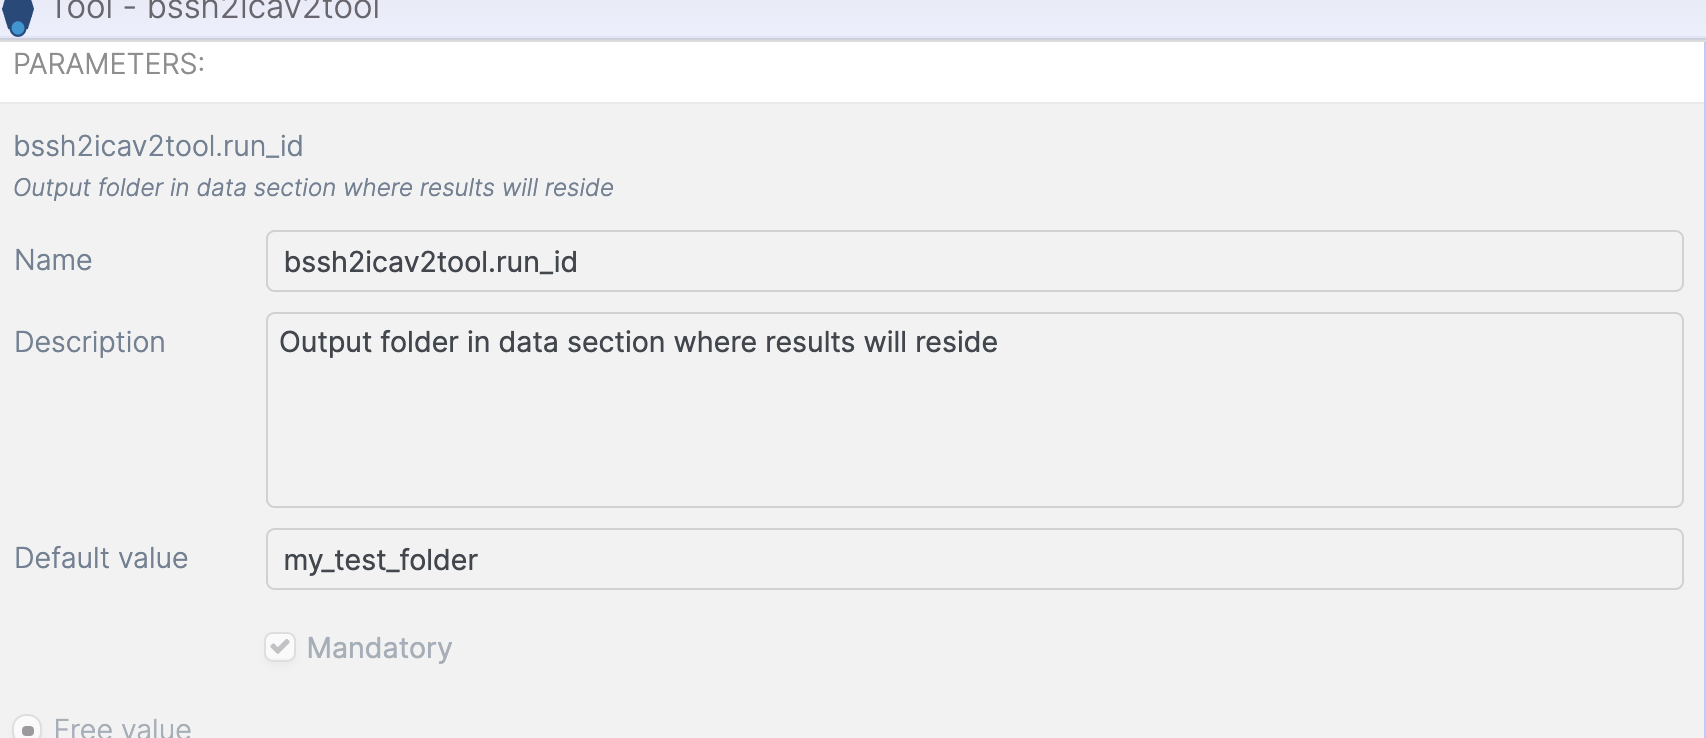 Tool - bssh2icav2tool
PARAMETERS:
bssh2icav2tool.run_id
Output folder in data section where results will reside
Name
bssh2icav2tool.run_id
Description
Output folder in data section where results will reside
Default value
my_test_folder
Mandatory
Free value